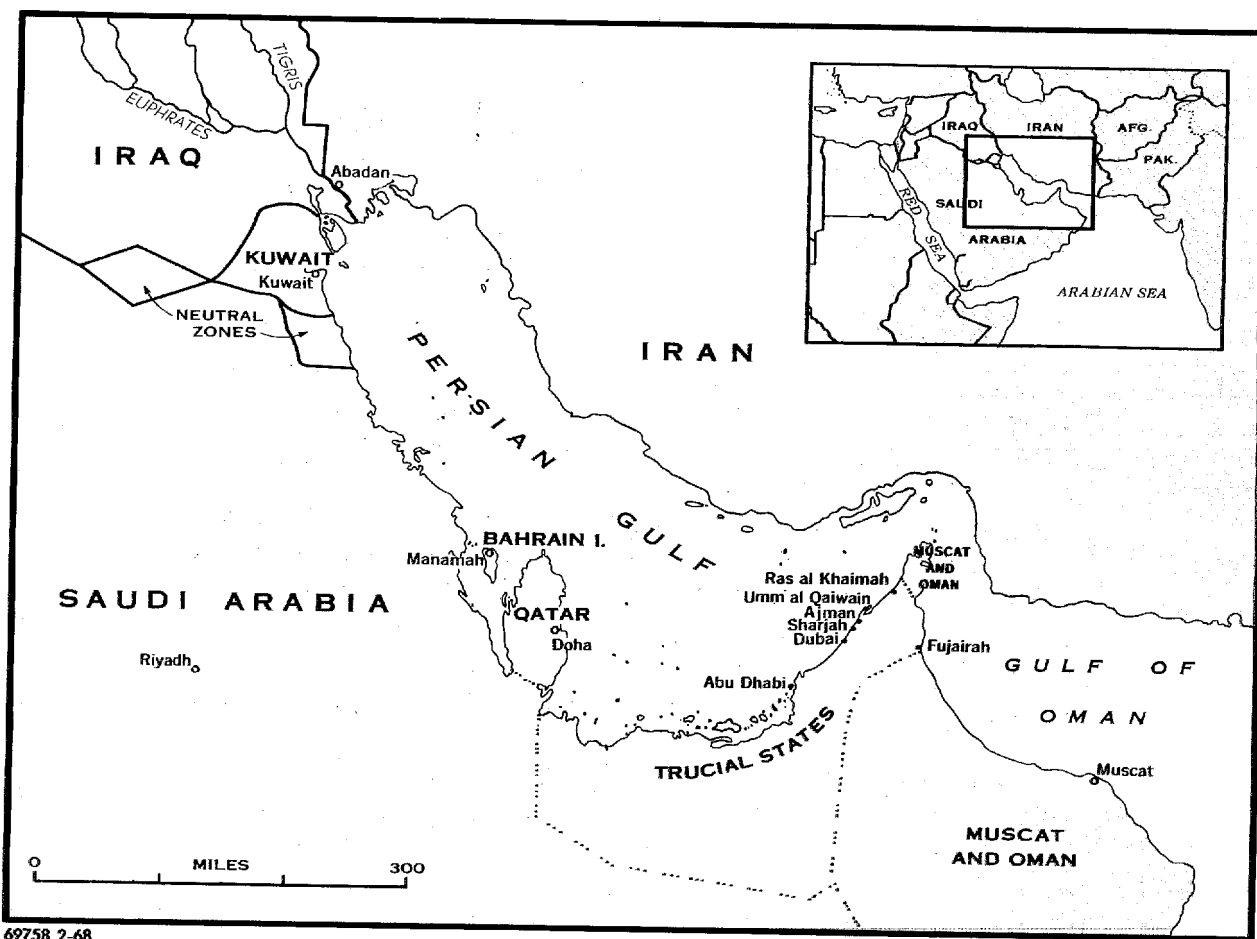 TIGRIS
EUPHRATES
IRAQ
Abadan
KUWAIT
Kuwait
NEUTRAL
ZONES
PERSIAN
GULF
IRAN
IRAQ
IRAN
AFG.
PAK.
SAUDI
ARABIA
RED
SEA
ARABIAN SEA
BAHRAIN I.
Manamah
QATAR
Doha
SAUDI ARABIA
Riyadh
MUSCAT
AND
OMAN
Ras al Khaimah
Umm al Qaiwain
Ajman
Sharjah
Dubai
Fujairah
Abu Dhabi
TRUCIAL STATES
GULF OF
OMAN
Muscat
MUSCAT
AND OMAN
0 MILES 300
69758 2-68